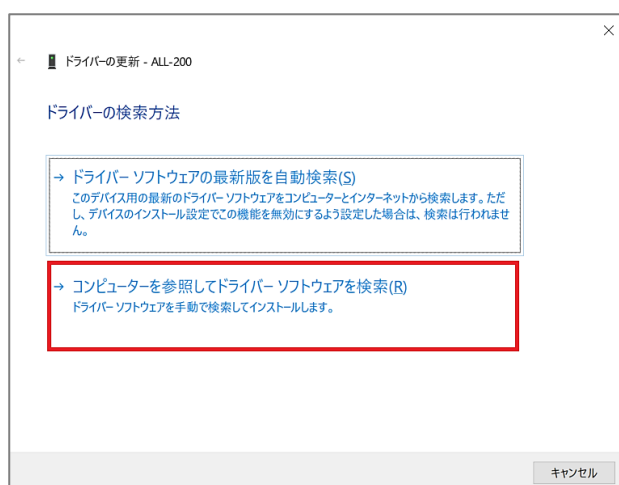 ドライバーの更新 - ALL-200
ドライバーの検索方法
→ ドライバー ソフトウェアの最新版を自動検索(S)
このデバイス用の最新のドライバー ソフトウェアをコンピューターとインターネットから検索します。ただ
し、デバイスのインストール設定でこの機能を無効にするよう設定した場合は、検索は行われませ
ん。
→ コンピューターを参照してドライバー ソフトウェアを検索(R)
ドライバー ソフトウェアを手動で検索してインストールします。
キャンセル